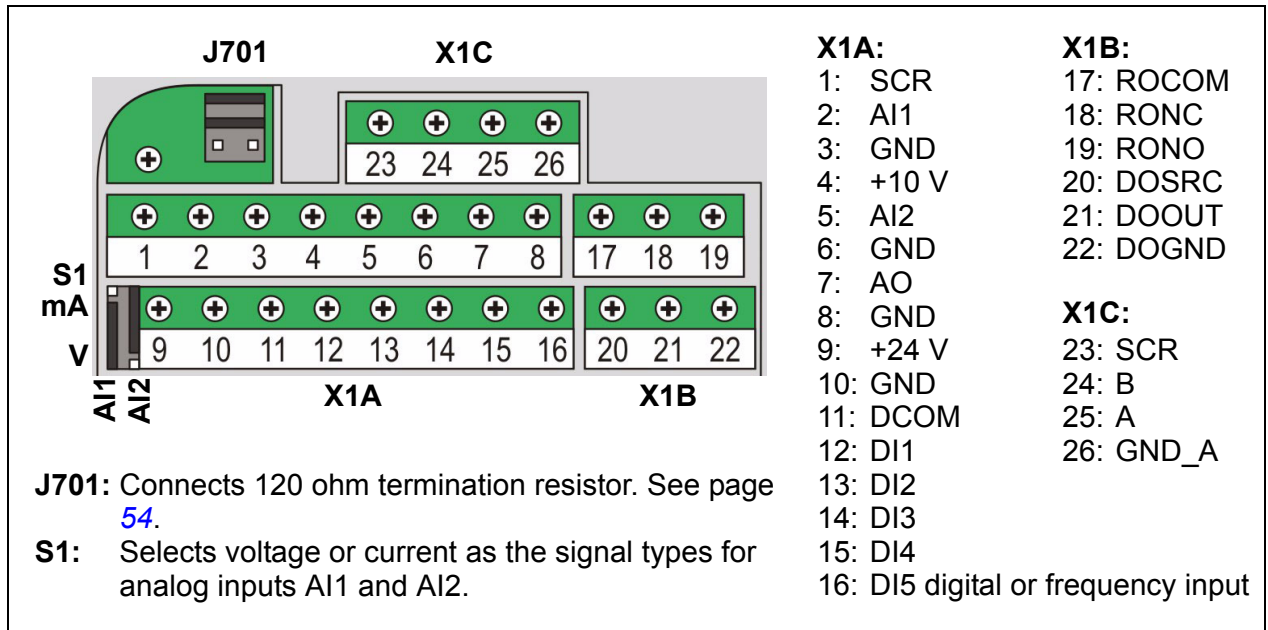 J701 X1C
23 24 25 26
1 2 3 4 5 6 7 8 17 18 19
S1
mA
V
9 10 11 12 13 14 15 16 20 21 22
AI1
AI2
X1A X1B
J701: Connects 120 ohm termination resistor. See page
54.
S1: Selects voltage or current as the signal types for
analog inputs AI1 and AI2.
X1A:
1: SCR
2: AI1
3: GND
4: +10 V
5: AI2
6: GND
7: AO
8: GND
9: +24 V
10: GND
11: DCOM
12: DI1
13: DI2
14: DI3
15: DI4
16: DI5 digital or frequency input
X1B:
17: ROCOM
18: RONC
19: RONO
20: DOSRC
21: DOOUT
22: DOGND
X1C:
23: SCR
24: B
25: A
26: GND_A